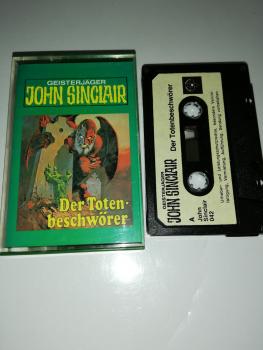 GEISTERJÄGER
JOHN SINCLAIR
Der Toten-
beschwörer
GEISTERJÄGER
JOHN SINCLAIR
Der Totenbeschwörer
A
John
Sinclair
042